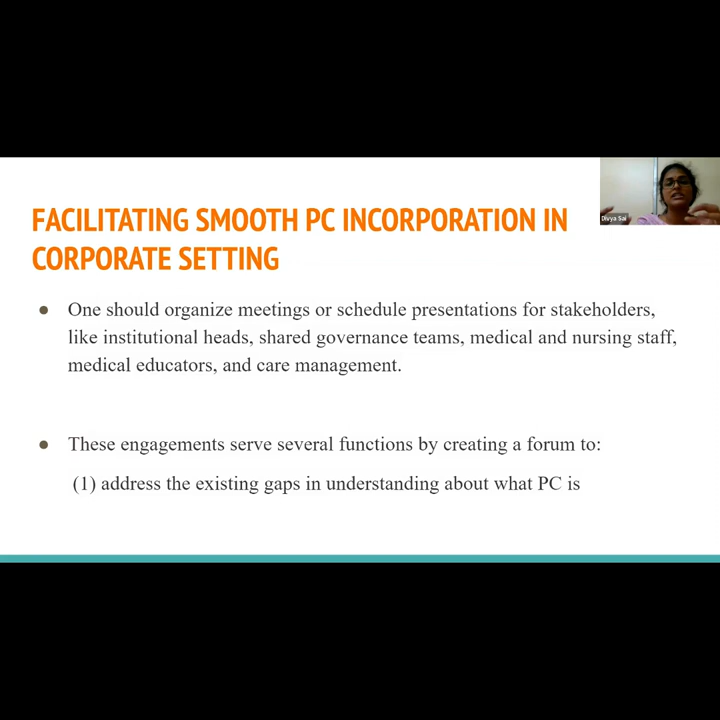 FACILITATING SMOOTH PC INCORPORATION IN
CORPORATE SETTING
Divya Sai
● One should organize meetings or schedule presentations for stakeholders,
like institutional heads, shared governance teams, medical and nursing staff,
medical educators, and care management.
● These engagements serve several functions by creating a forum to:
(1) address the existing gaps in understanding about what PC is